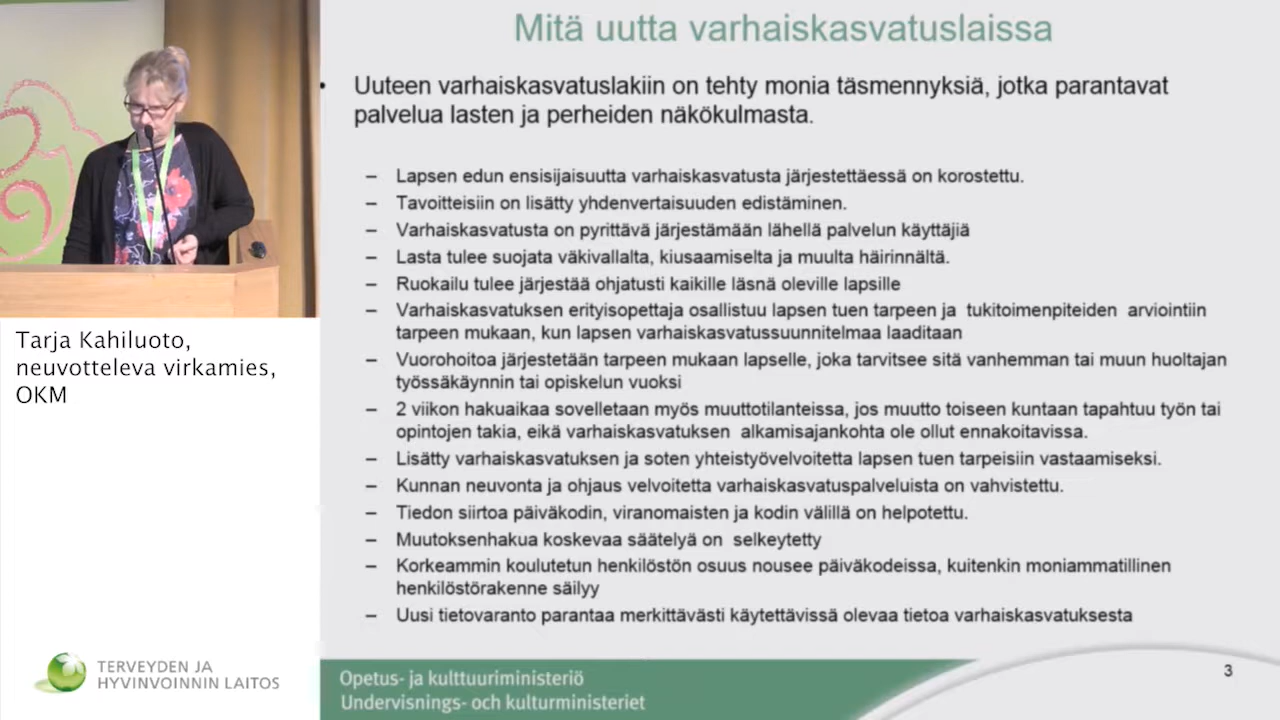 Mitä uutta varhaiskasvatuslaissa
• Uuteen varhaiskasvatuslakiin on tehty monia täsmennyksiä, jotka parantavat
palvelua lasten ja perheiden näkökulmasta.
– Lapsen edun ensisijaisuutta varhaiskasvatusta järjestettäessä on korostettu.
– Tavoitteisiin on lisätty yhdenvertaisuuden edistäminen.
– Varhaiskasvatusta on pyrittävä järjestämään lähellä palvelun käyttäjiä
– Lasta tulee suojata väkivallalta, kiusaamiselta ja muulta häirinnältä.
– Ruokailu tulee järjestää ohjatusti kaikille läsnä oleville lapsille
– Varhaiskasvatuksen erityisopettaja osallistuu lapsen tuen tarpeen ja tukitoimenpiteiden arviointiin
tarpeen mukaan, kun lapsen varhaiskasvatussuunnitelmaa laaditaan
– Vuorohoitoa järjestetään tarpeen mukaan lapselle, joka tarvitsee sitä vanhemman tai muun huoltajan
työssäkäynnin tai opiskelun vuoksi
– 2 viikon hakuaikaa sovelletaan myös muuttotilanteissa, jos muutto toiseen kuntaan tapahtuu työn tai
opintojen takia, eikä varhaiskasvatuksen alkamisajankohta ole ollut ennakoitavissa.
– Lisätty varhaiskasvatuksen ja soten yhteistyövelvoitetta lapsen tuen tarpeisiin vastaamiseksi.
– Kunnan neuvonta ja ohjaus velvoitetta varhaiskasvatuspalveluista on vahvistettu.
– Tiedon siirtoa päiväkodin, viranomaisten ja kodin välillä on helpotettu.
– Muutoksenhakua koskevaa säätelyä on selkeytetty
– Korkeammin koulutetun henkilöstön osuus nousee päiväkodeissa, kuitenkin moniammatillinen
henkilöstörakenne säilyy
– Uusi tietovaranto parantaa merkittävästi käytettävissä olevaa tietoa varhaiskasvatuksesta
Tarja Kahiluoto,
neuvotteleva virkamies,
OKM
TERVEYDEN JA
HYVINVOINNIN LAITOS
Opetus- ja kulttuuriministeriö
Undervisnings- och kulturministeriet
3